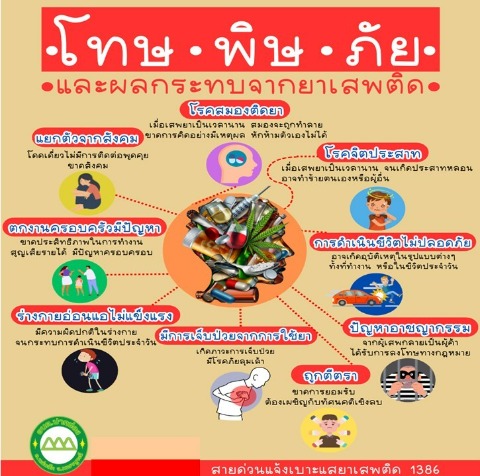 •โทษ•พิษ•ภัย•
•และผลกระทบจากยาเสพติด•
โรคสมองติดยา
เมื่อเสพยาเป็นเวลานาน สมองจะถูกทำลาย
ขาดการคิดอย่างมีเหตุผล หักห้ามตัวเองไม่ได้
แยกตัวจากสังคม
โดดเดี่ยวไม่มีการติดต่อพูดคุย
ขาดสังคม
โรคจิตประสาท
เมื่อเสพยาเป็นเวลานาน จนเกิดประสาทหลอน
อาจทำร้ายตนเองหรือผู้อื่น
ตกงานครอบครัวมีปัญหา
ขาดประสิทธิภาพในการทำงาน
สูญเสียรายได้ มีปัญหาครอบครอบ
การดำเนินชีวิตไม่ปลอดภัย
อาจเกิดอุบัติเหตุในรูปแบบต่างๆ
ทั้งที่ทำงาน หรือในชีวิตประจำวัน
ร่างกายอ่อนแอไม่แข็งแรง
มีความผิดปกติในร่างกาย
จนกระทบการดำเนินชีวิตประจำวัน
มีการเจ็บป่วยจากการใช้ยา
เกิดภาวะการเจ็บป่วย
มีโรคภัยรุมเร้า
ปัญหาอาชญากรรม
จากผู้เสพกลายเป็นผู้ค้า
ได้รับการลงโทษทางกฎหมาย
ถูกตีตรา
ขาดการยอมรับ
ต้องเผชิญกับทัศนคติเชิงลบ
สายด่วนแจ้งเบาะแสยาเสพติด 1386